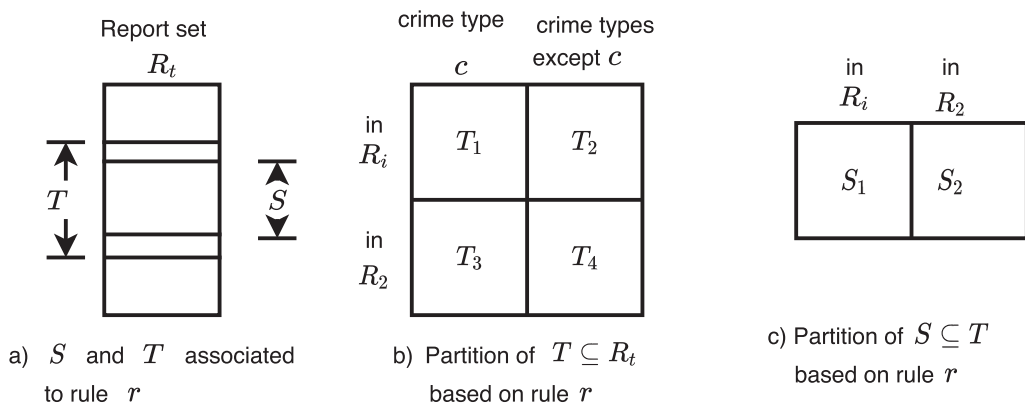 Report set
R_t
T
S
a) S and T associated
to rule r
crime type
c
crime types
except c
in
R_i
in
R_2
T_1
T_2
T_3
T_4
b) Partition of T ⊆ R_t
based on rule r
in
R_i
in
R_2
S_1
S_2
c) Partition of S ⊆ T
based on rule r